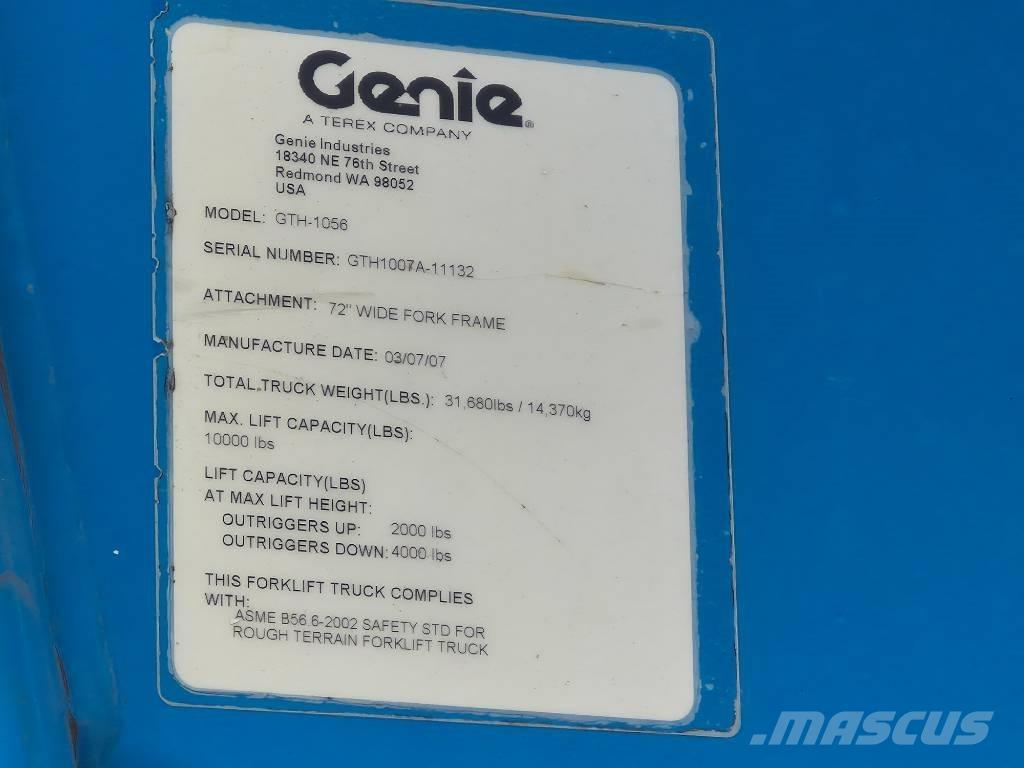 Genie®
A TEREX COMPANY
Genie Industries
18340 NE 76th Street
Redmond WA 98052
USA
MODEL: GTH-1056
SERIAL NUMBER: GTH1007A-11132
ATTACHMENT: 72" WIDE FORK FRAME
MANUFACTURE DATE: 03/07/07
TOTAL TRUCK WEIGHT(LBS.): 31,680lbs / 14,370kg
MAX. LIFT CAPACITY(LBS):
10000 lbs
LIFT CAPACITY(LBS)
AT MAX LIFT HEIGHT:
OUTRIGGERS UP: 2000 lbs
OUTRIGGERS DOWN: 4000 lbs
THIS FORKLIFT TRUCK COMPLIES
WITH:
ASME B56.6-2002 SAFETY STD FOR
ROUGH TERRAIN FORKLIFT TRUCK
.MASCUS